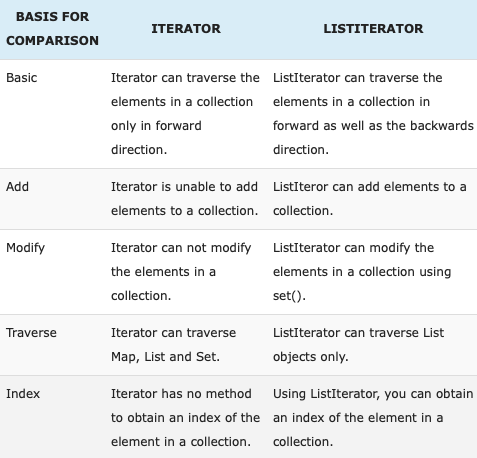 BASIS FOR
COMPARISON
ITERATOR
LISTITERATOR
Basic
Iterator can traverse the
elements in a collection
only in forward
direction.
ListIterator can traverse the
elements in a collection in
forward as well as the backwards
direction.
Add
Iterator is unable to add
elements to a collection.
ListIteror can add elements to a
collection.
Modify
Iterator can not modify
the elements in a
collection.
ListIterator can modify the
elements in a collection using
set().
Traverse
Iterator can traverse
Map, List and Set.
ListIterator can traverse List
objects only.
Index
Iterator has no method
to obtain an index of the
element in a collection.
Using ListIterator, you can obtain
an index of the element in a
collection.